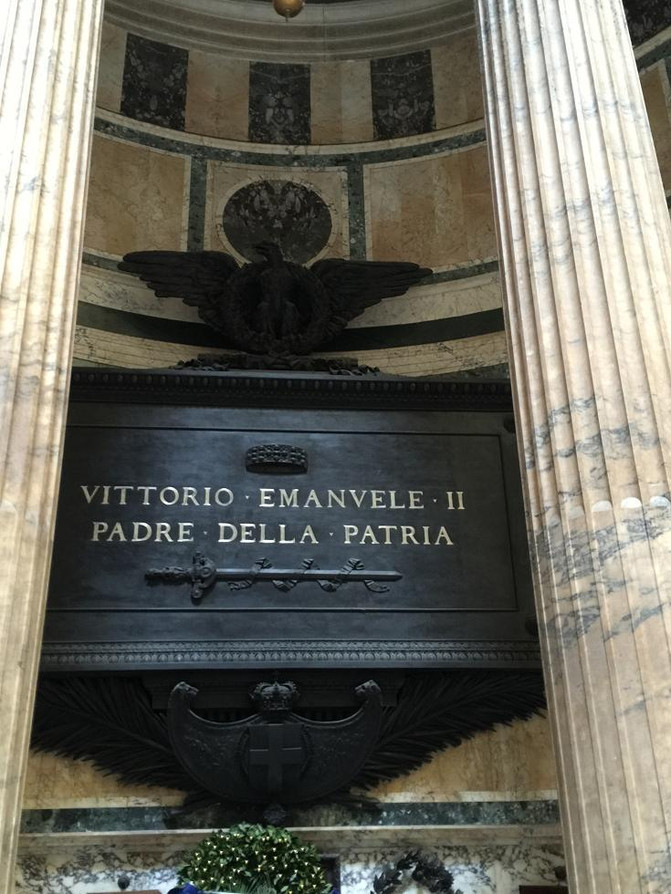 VITTORIO · EMANVELE · II
PADRE · DELLA · PATRIA